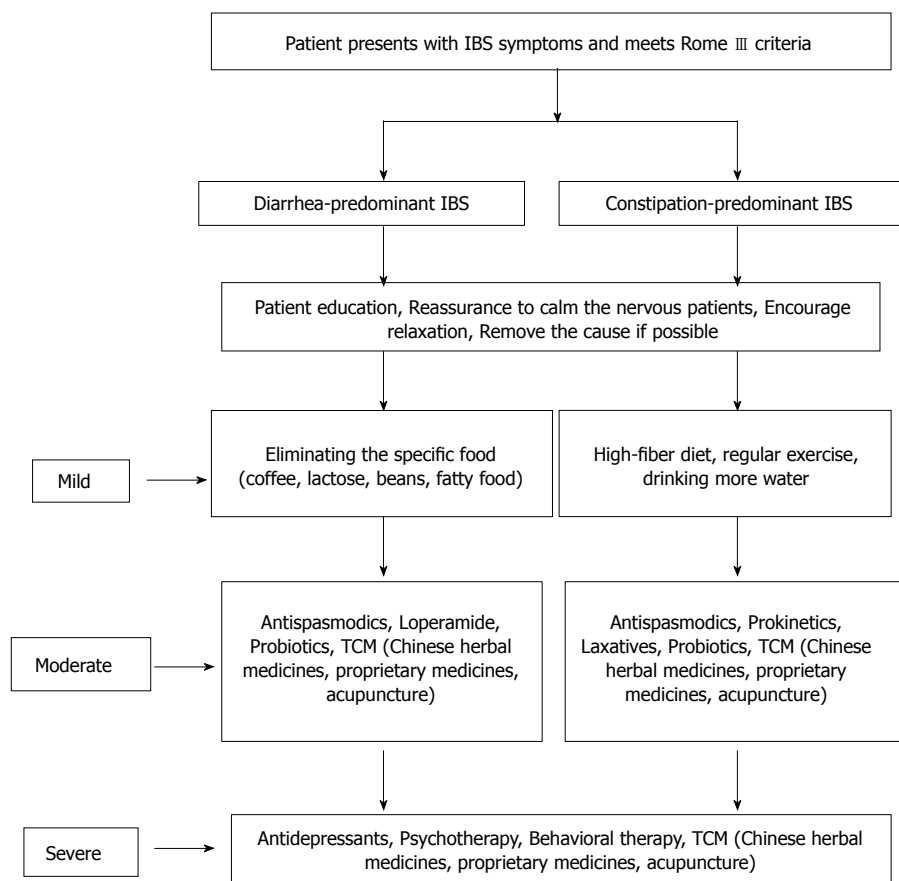 Patient presents with IBS symptoms and meets Rome Ⅲ criteria
Diarrhea-predominant IBS
Constipation-predominant IBS
Patient education, Reassurance to calm the nervous patients, Encourage
relaxation, Remove the cause if possible
Mild
Eliminating the specific food
(coffee, lactose, beans, fatty food)
High-fiber diet, regular exercise,
drinking more water
Moderate
Antispasmodics, Loperamide,
Probiotics, TCM (Chinese herbal
medicines, proprietary medicines,
acupuncture)
Antispasmodics, Prokinetics,
Laxatives, Probiotics, TCM (Chinese
herbal medicines, proprietary
medicines, acupuncture)
Severe
Antidepressants, Psychotherapy, Behavioral therapy, TCM (Chinese herbal
medicines, proprietary medicines, acupuncture)